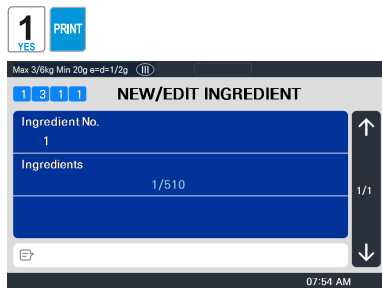 1
YES
PRINT
Max 3/6kg Min 20g e=d=1/2g III
1 3 1 1 NEW/EDIT INGREDIENT
Ingredient No.
1
Ingredients
1/510
1/1
07:54 AM